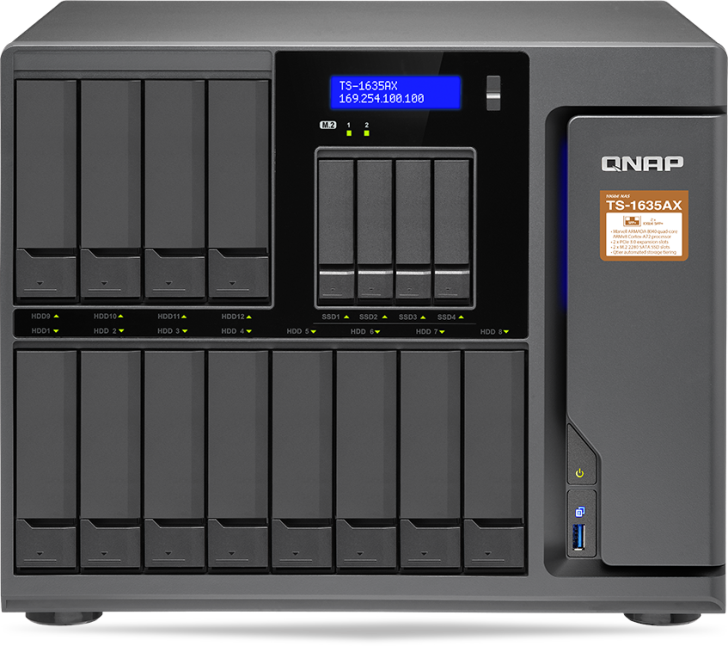 TS-1635AX
169.254.100.100
M.2 1 2
QNAP
TS-1635AX
HDD9 HDD10 HDD11 HDD12 SSD1 SSD2 SSD3 SSD4
HDD1 HDD 2 HDD 3 HDD 4 HDD 5 HDD 6 HDD 7 HDD 8